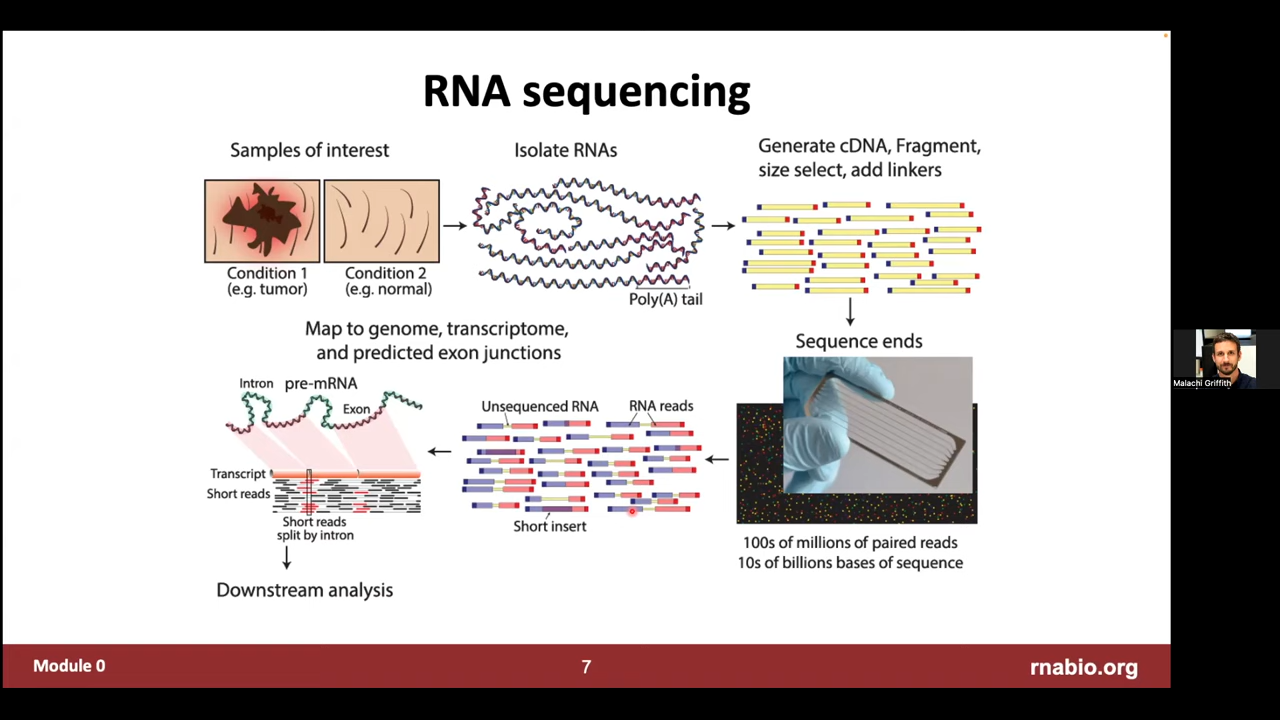 RNA sequencing
Samples of interest
Condition 1
(e.g. tumor)
Condition 2
(e.g. normal)
Isolate RNAs
Poly(A) tail
Generate cDNA, Fragment,
size select, add linkers
Sequence ends
100s of millions of paired reads
10s of billions bases of sequence
Unsequenced RNA
RNA reads
Short insert
Map to genome, transcriptome,
and predicted exon junctions
Intron
pre-mRNA
Exon
Transcript
Short reads
Short reads
split by intron
Downstream analysis
Malachi Griffith
Module 0
7
rnabio.org